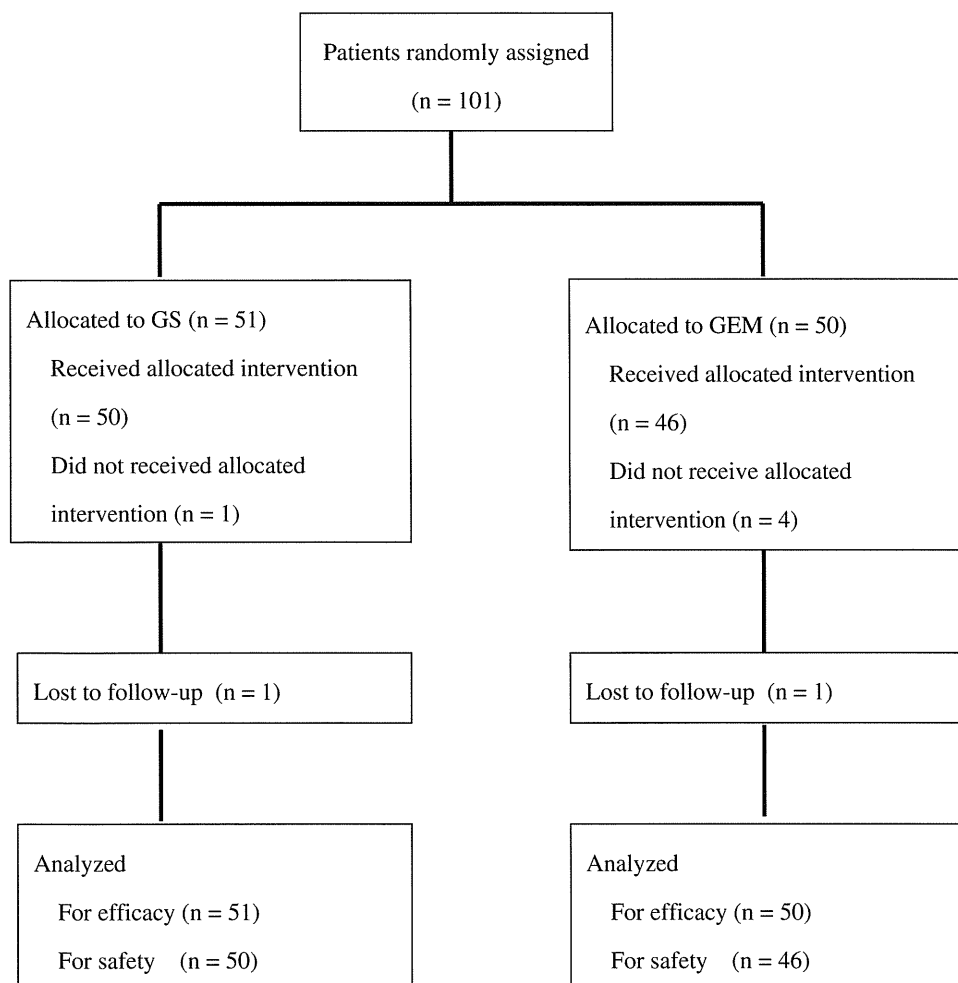 Patients randomly assigned
(n = 101)
Allocated to GS (n = 51)
Received allocated intervention
(n = 50)
Did not received allocated
intervention (n = 1)
Allocated to GEM (n = 50)
Received allocated intervention
(n = 46)
Did not receive allocated
intervention (n = 4)
Lost to follow-up (n = 1)
Lost to follow-up (n = 1)
Analyzed
For efficacy (n = 51)
For safety (n = 50)
Analyzed
For efficacy (n = 50)
For safety (n = 46)